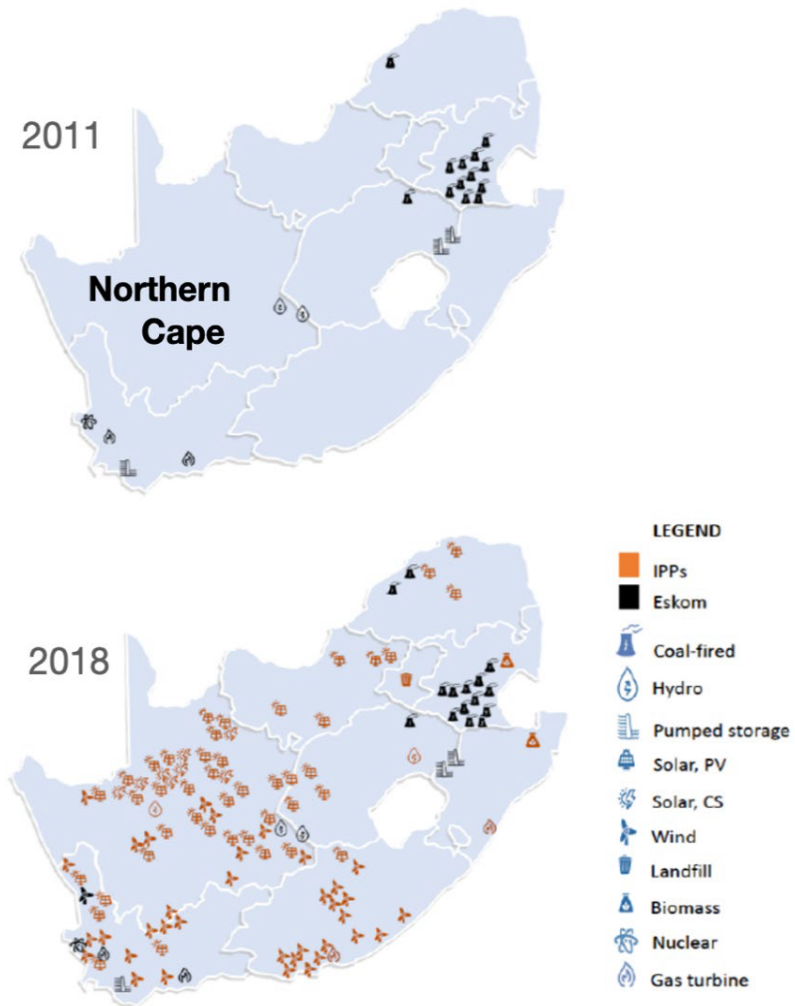 2011
Northern
Cape
2018
LEGEND
IPPs
Eskom
Coal-fired
Hydro
Pumped storage
Solar, PV
Solar, CS
Wind
Landfill
Biomass
Nuclear
Gas turbine